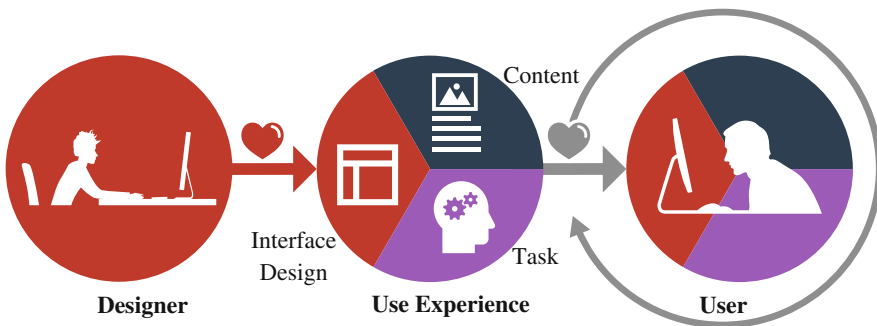 Content
Interface
Design
Task
Designer
Use Experience
User